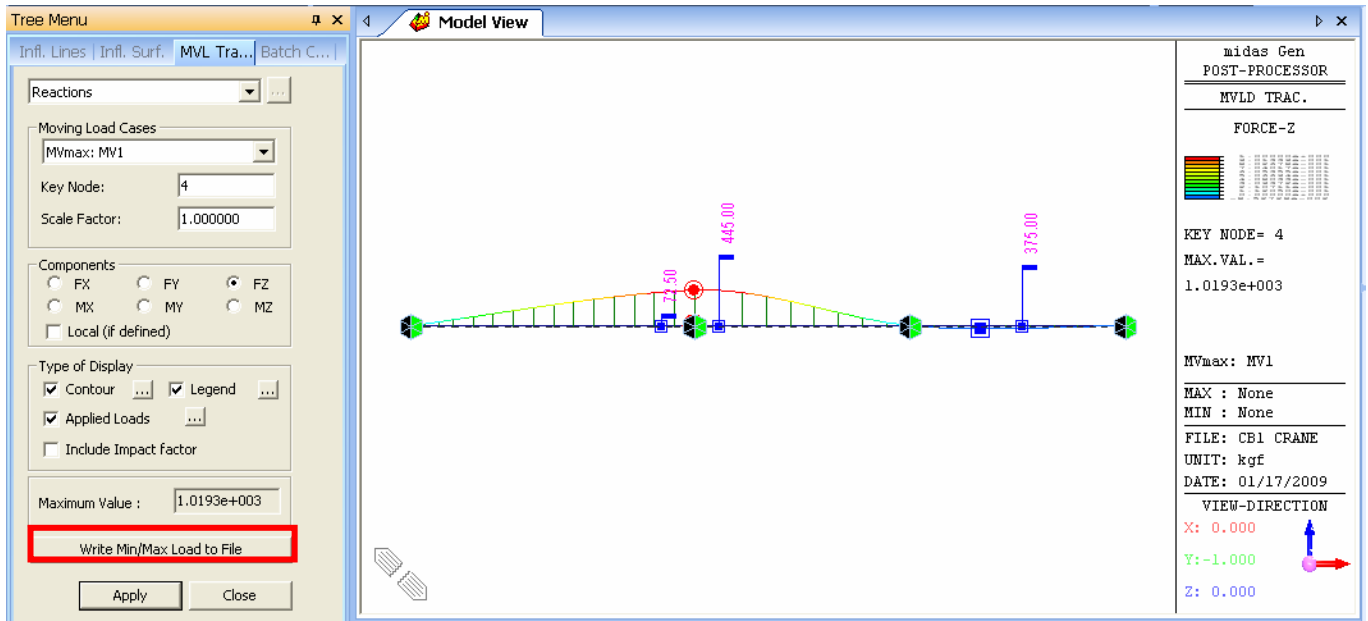 Tree Menu
Infl. Lines | Infl. Surf. MVL Tra... Batch C...
Reactions
...
Moving Load Cases
MVmax: MV1
Key Node: 4
Scale Factor: 1.000000
Components
FX FY FZ
MX MY MZ
Local (if defined)
Type of Display
Contour ... Legend ...
Applied Loads ...
Include Impact factor
Maximum Value : 1.0193e+003
Write Min/Max Load to File
Apply Close
Model View
445.00
375.00
midas Gen
POST-PROCESSOR
MVLD TRAC.
FORCE-Z
KEY NODE= 4
MAX.VAL.=
1.0193e+003
MVmax: MV1
MAX : None
MIN : None
FILE: CB1 CRANE
UNIT: kgf
DATE: 01/17/2009
VIEW-DIRECTION
X: 0.000
Y:-1.000
Z: 0.000